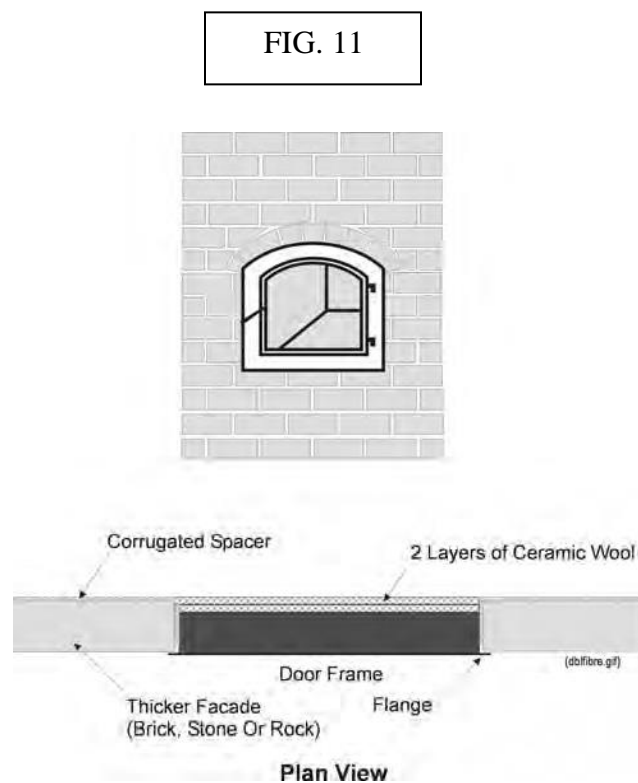 FIG. 11
Corrugated Spacer
2 Layers of Ceramic Wool
Door Frame
(dblfibre.gif)
Thicker Facade
(Brick, Stone Or Rock)
Flange
Plan View